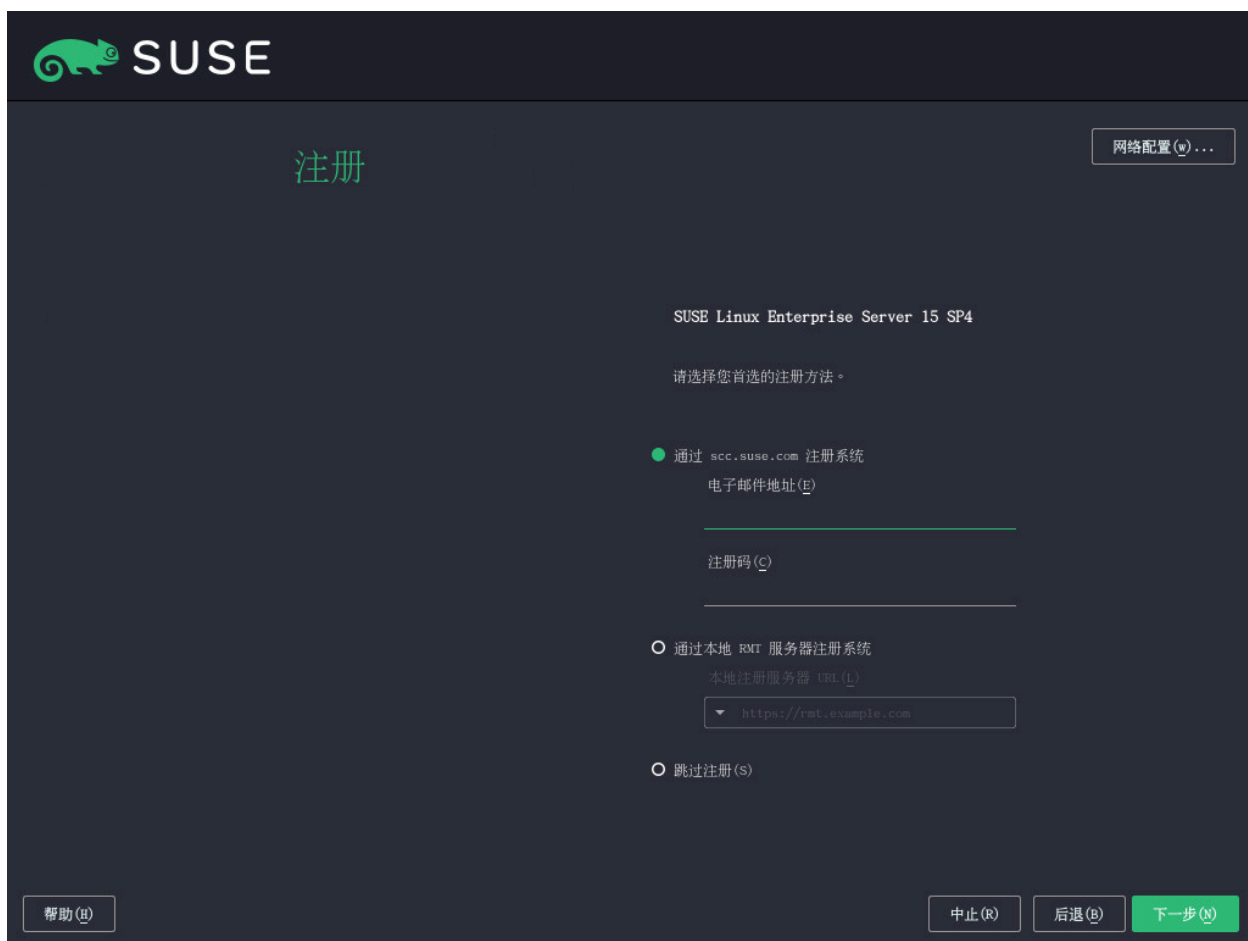 SUSE
注册
网络配置(w)...
SUSE Linux Enterprise Server 15 SP4
请选择您首选的注册方法。
通过 scc.suse.com 注册系统
电子邮件地址(E)
注册码(C)
通过本地 RMT 服务器注册系统
本地注册服务器 URL(L)
https://rmt.example.com
跳过注册(S)
帮助(H)
中止(R)
后退(B)
下一步(N)